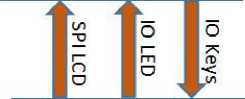 SPI LCD
IO LED
IO Keys